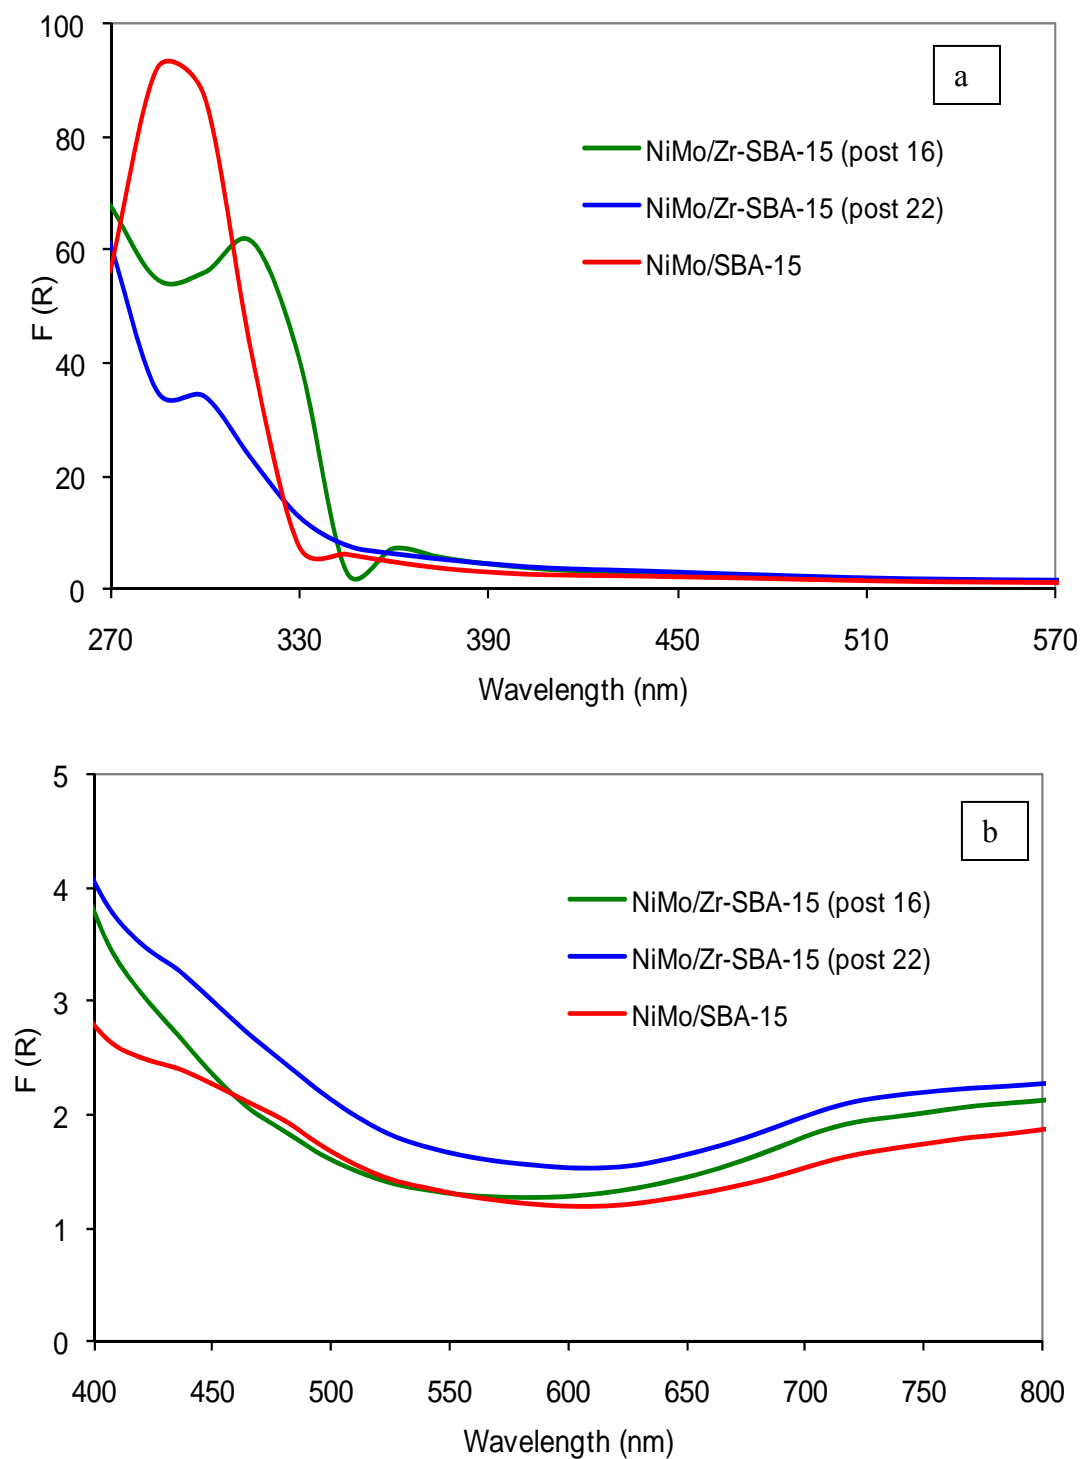 100
a
80
NiMo/Zr-SBA-15 (post 16)
NiMo/Zr-SBA-15 (post 22)
60
NiMo/SBA-15
F (R)
40
20
0
270 330 390 450 510 570
Wavelength (nm)
5
b
4
NiMo/Zr-SBA-15 (post 16)
NiMo/Zr-SBA-15 (post 22)
3
NiMo/SBA-15
F (R)
2
1
0
400 450 500 550 600 650 700 750 800
Wavelength (nm)